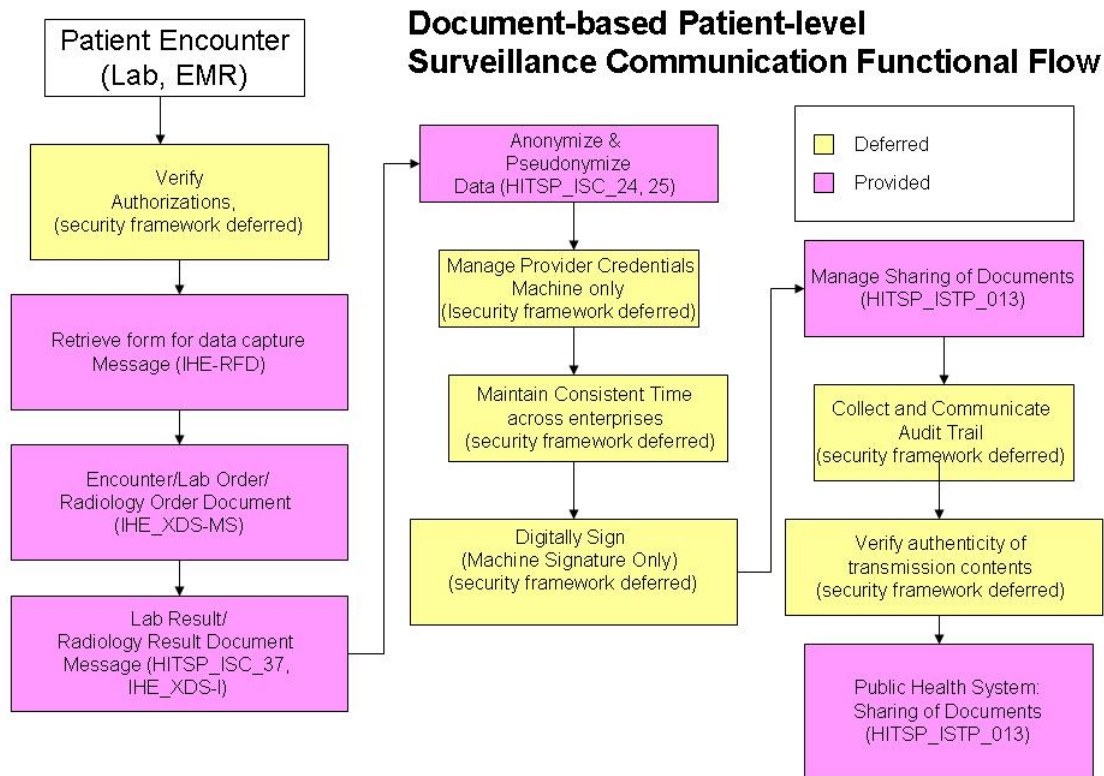 Document-based Patient-level
Surveillance Communication Functional Flow
Patient Encounter
(Lab, EMR)
Verify
Authorizations,
(security framework deferred)
Retrieve form for data capture
Message (IHE-RFD)
Encounter/Lab Order/
Radiology Order Document
(IHE_XDS-MS)
Lab Result/
Radiology Result Document
Message (HITSP_ISC_37,
IHE_XDS-I)
Anonymize &
Pseudonymize
Data (HITSP_ISC_24, 25)
Manage Provider Credentials
Machine only
(lsecurity framework deferred)
Maintain Consistent Time
across enterprises
(security framework deferred)
Digitally Sign
(Machine Signature Only)
(security framework deferred)
Deferred
Provided
Manage Sharing of Documents
(HITSP_ISTP_013)
Collect and Communicate
Audit Trail
(security framework deferred)
Verify authenticity of
transmission contents
(security framework deferred)
Public Health System:
Sharing of Documents
(HITSP_ISTP_013)